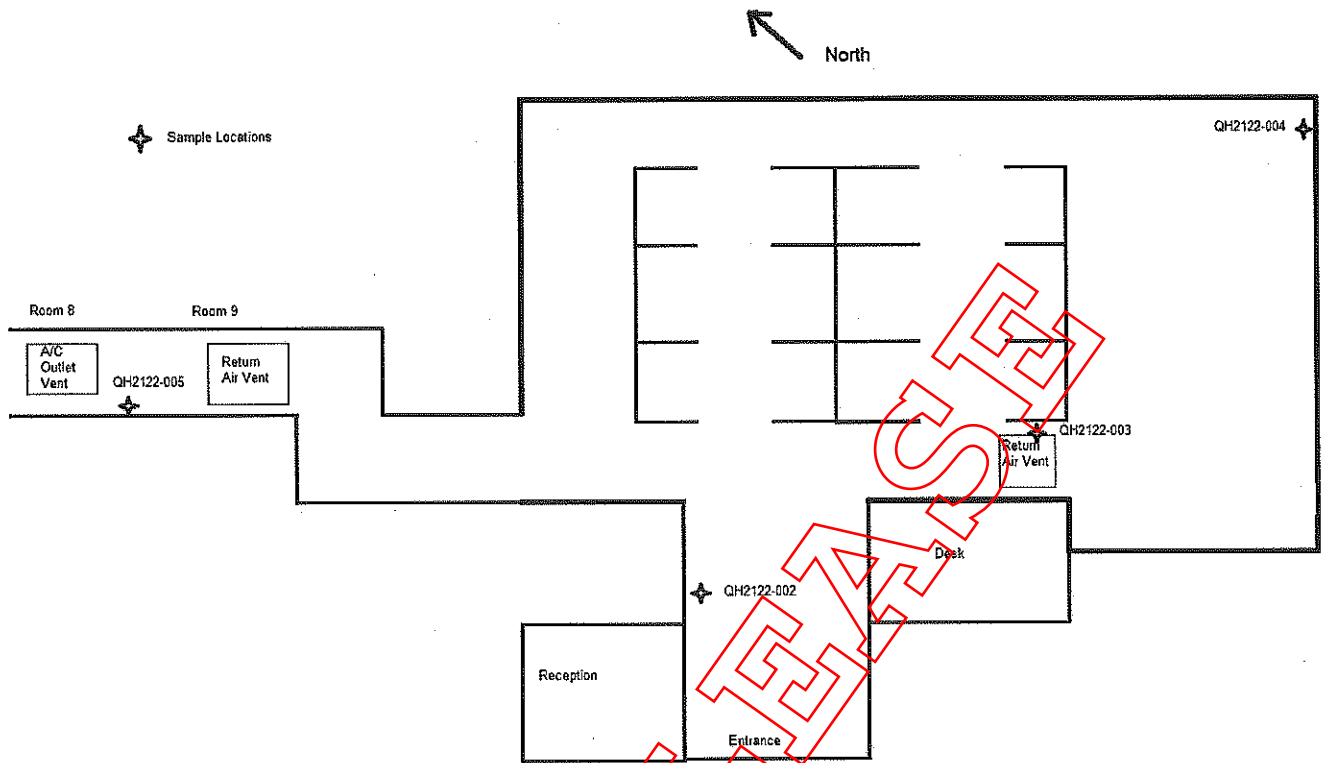 North
QH2122-004
Sample Locations
Room 8
Room 9
A/C
Outlet
Vent
Return
Air Vent
QH2122-005
QH2122-003
Return
Air Vent
Desk
QH2122-002
Reception
Entrance
EASE